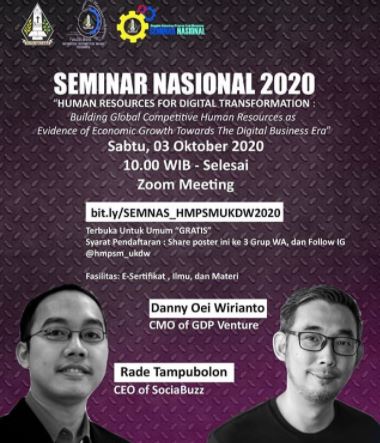 SEMINAR NASIONAL
SEMINAR NASIONAL 2020
"HUMAN RESOURCES FOR DIGITAL TRANSFORMATION :
Building Global Competitive Human Resources as
Evidence of Economic Growth Towards The Digital Business Era"
Sabtu, 03 Oktober 2020
10.00 WIB - Selesai
Zoom Meeting
bit.ly/SEMNAS_HMPSMUKDW2020
Terbuka Untuk Umum "GRATIS"
Syarat Pendaftaran : Share poster ini ke 3 Grup WA, dan Follow IG
@hmpsm_ukdw
Fasilitas: E-Sertifikat , Ilmu, dan Materi
Danny Oei Wirianto
CMO of GDP Venture
Rade Tampubolon
CEO of SociaBuzz